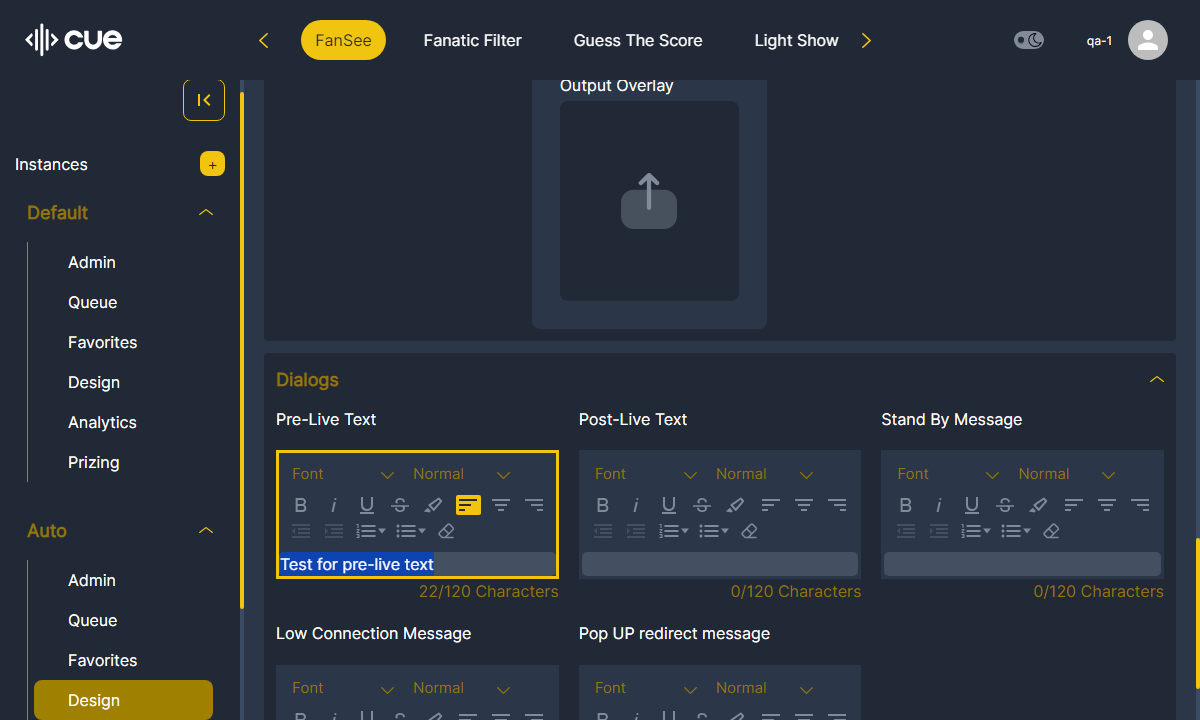 cue
FanSee
Fanatic Filter
Guess The Score
Light Show
qa-1
Instances
+
Default
Admin
Queue
Favorites
Design
Analytics
Prizing
Auto
Admin
Queue
Favorites
Design
Output Overlay
Dialogs
Pre-Live Text
Post-Live Text
Stand By Message
Font Normal
Font Normal
Font Normal
B i U S
B i U S
B i U S
Test for pre-live text
22/120 Characters
0/120 Characters
0/120 Characters
Low Connection Message
Pop UP redirect message
Font Normal
Font Normal